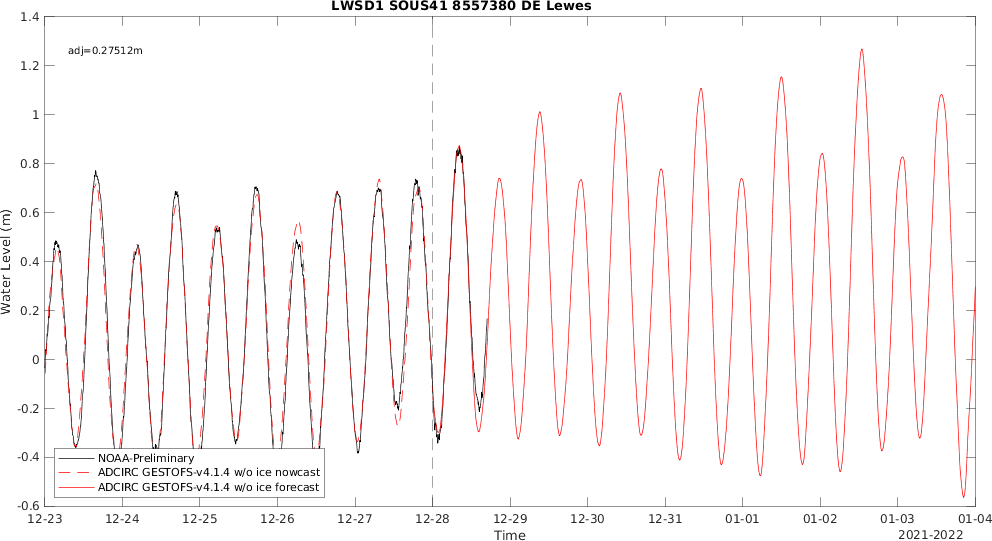 LWSD1 SOUS41 8557380 DE Lewes
1.4
1.2
1
0.8
0.6
0.4
0.2
0
-0.2
-0.4
-0.6
Water Level (m)
adj=0.27512m
NOAA-Preliminary
ADCIRC GESTOFS-v4.1.4 w/o ice nowcast
ADCIRC GESTOFS-v4.1.4 w/o ice forecast
12-23 12-24 12-25 12-26 12-27 12-28 12-29 12-30 12-31 01-01 01-02 01-03 01-04
Time
2021-2022